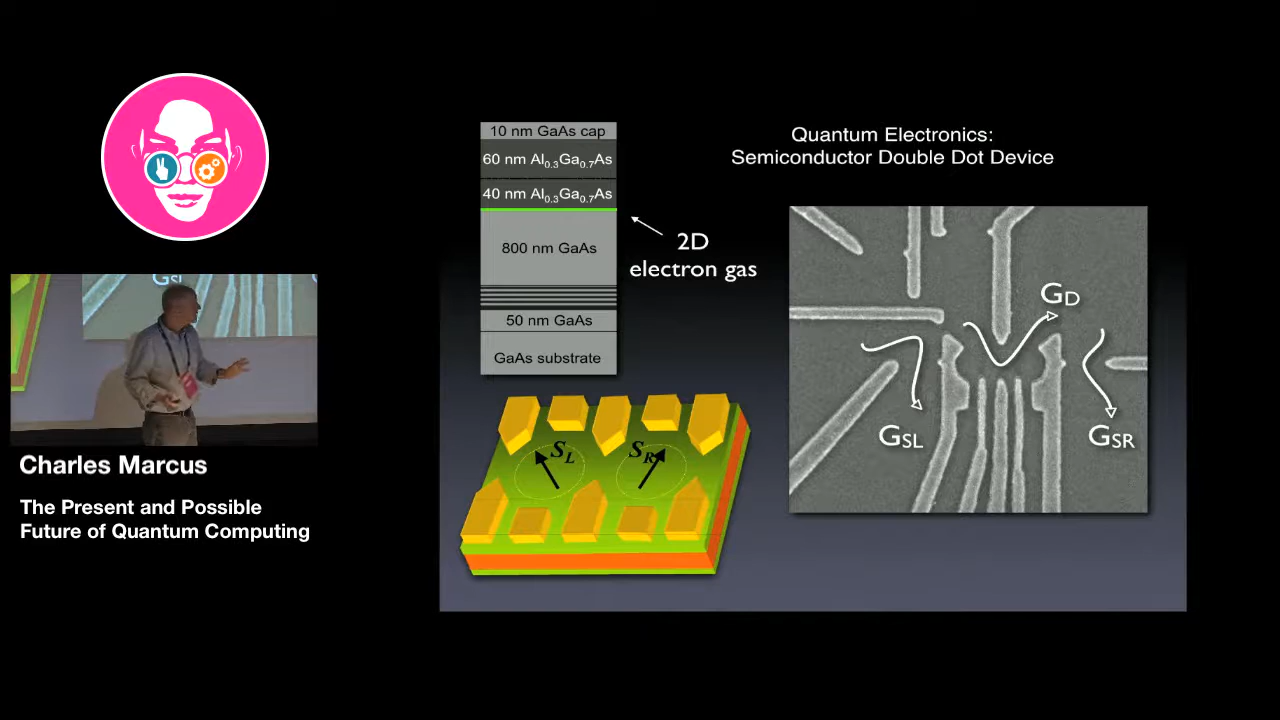 10 nm GaAs cap
60 nm Al0.3Ga0.7As
40 nm Al0.3Ga0.7As
800 nm GaAs
50 nm GaAs
GaAs substrate
2D
electron gas
Quantum Electronics:
Semiconductor Double Dot Device
GD
GSL
GSR
SL
SR
GSL
Charles Marcus
The Present and Possible
Future of Quantum Computing